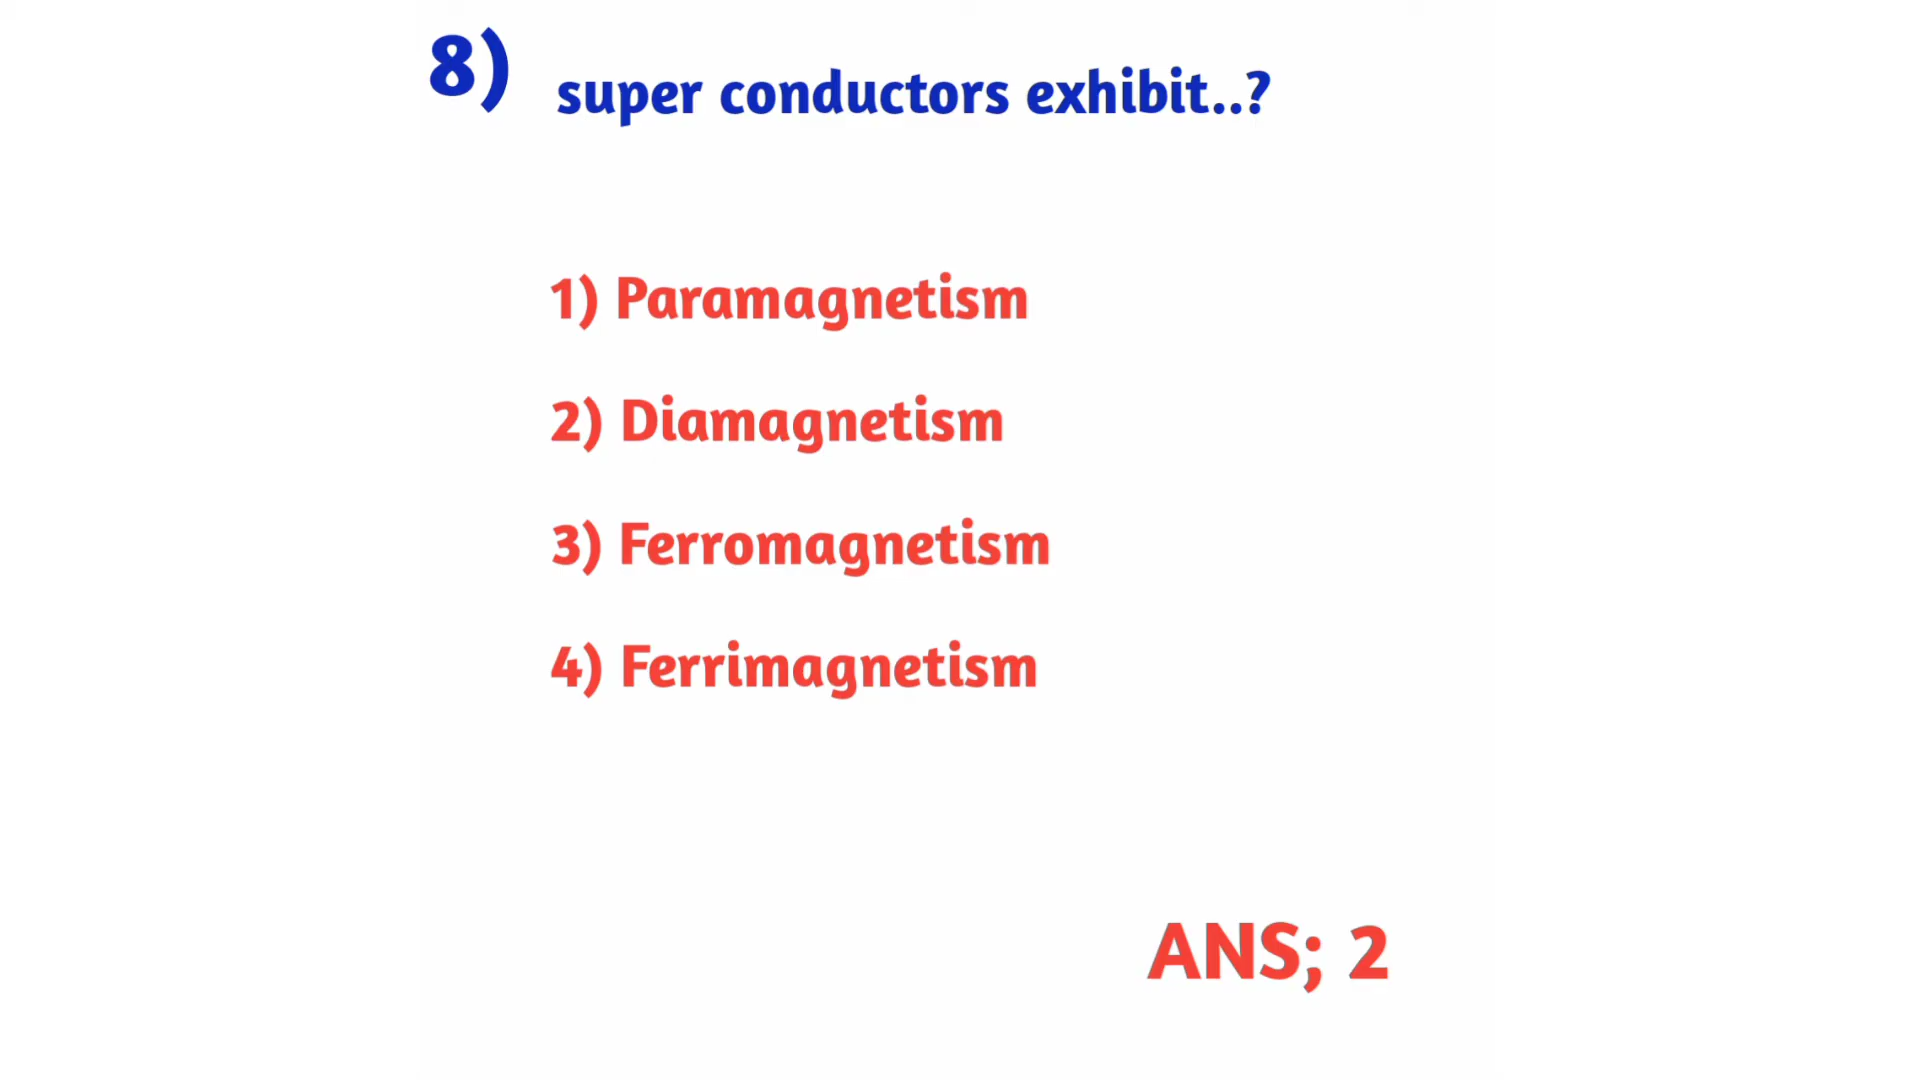 8) super conductors exhibit..?
1) Paramagnetism
2) Diamagnetism
3) Ferromagnetism
4) Ferrimagnetism
ANS; 2